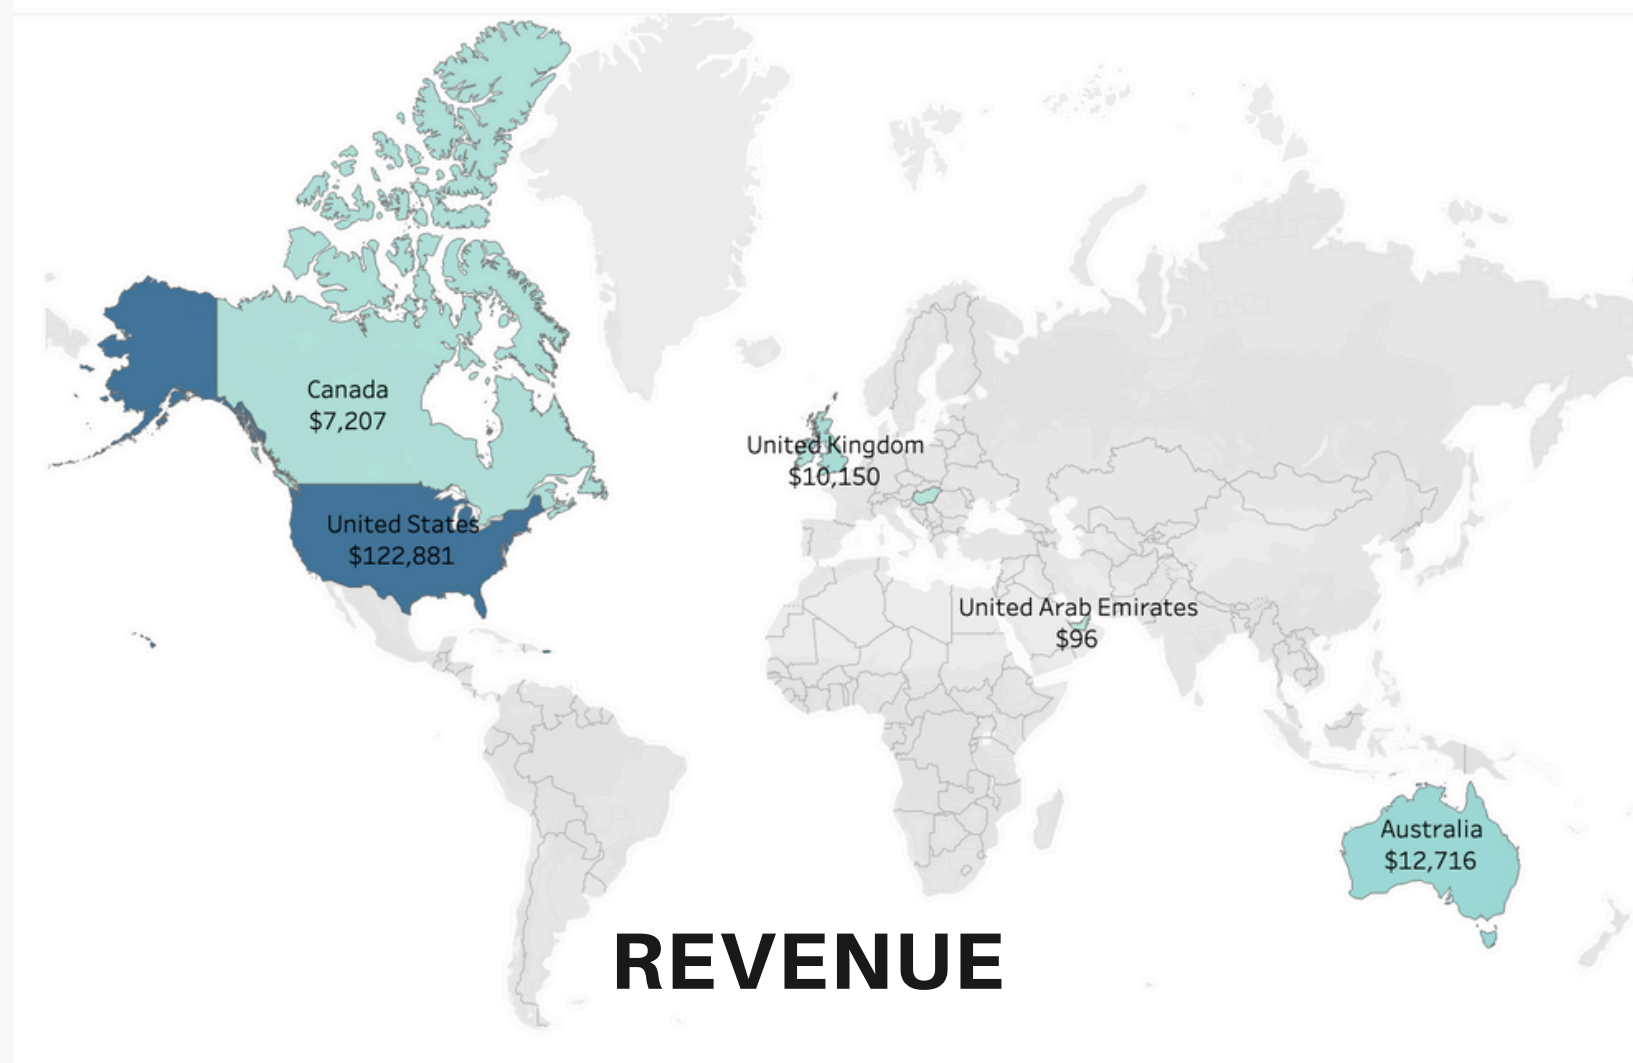 Canada
$7,207
United Kingdom
$10,150
United States
$122,881
United Arab Emirates
$96
Australia
$12,716
REVENUE